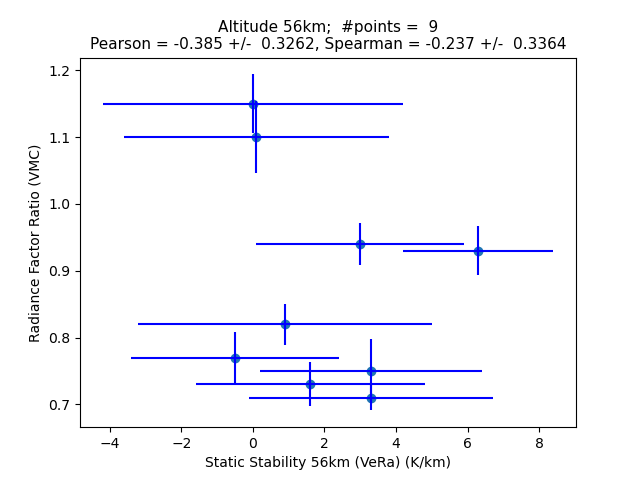 Altitude 56km;  #points =  9
Pearson = -0.385 +/-  0.3262, Spearman = -0.237 +/-  0.3364
1.2
1.1
1.0
0.9
0.8
0.7
Radiance Factor Ratio (VMC)
−4 −2 0 2 4 6 8
Static Stability 56km (VeRa) (K/km)